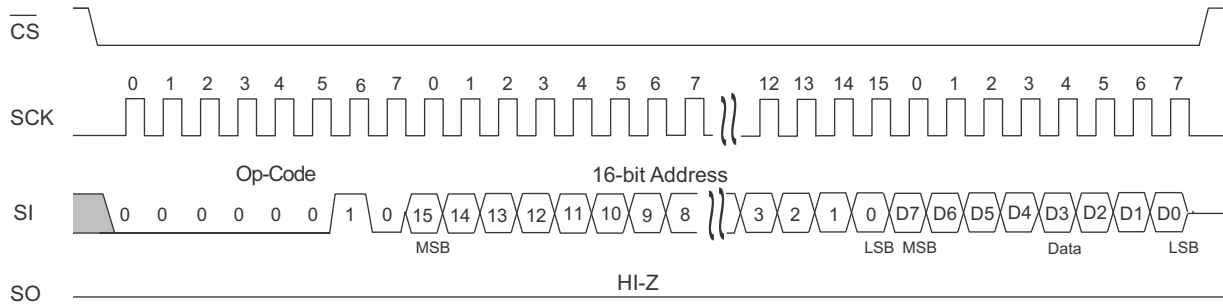 CS
0 1 2 3 4 5 6 7 0 1 2 3 4 5 6 7 12 13 14 15 0 1 2 3 4 5 6 7
SCK
Op-Code 16-bit Address
SI 0 0 0 0 0 0 1 0 15 14 13 12 11 10 9 8 3 2 1 0 D7 D6 D5 D4 D3 D2 D1 D0
MSB LSB MSB Data LSB
HI-Z
SO